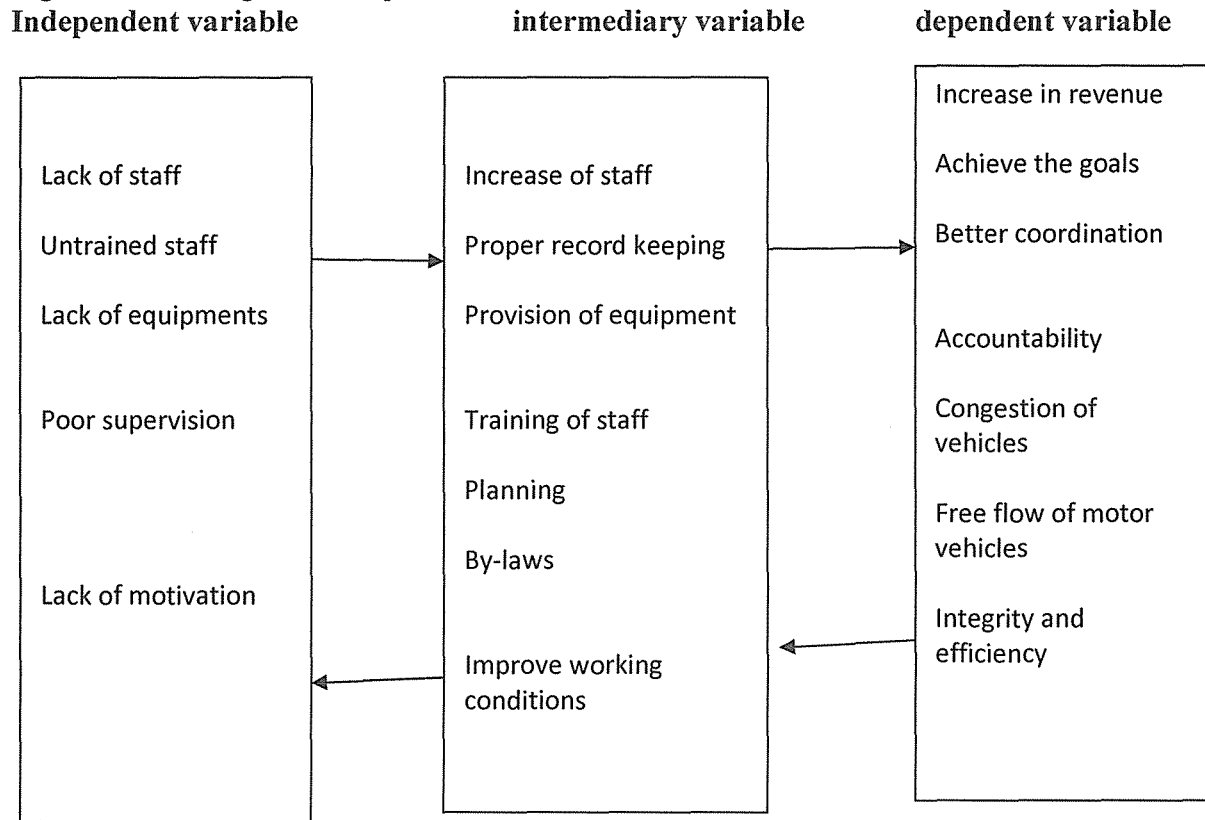 Independent variable
intermediary variable
dependent variable
Lack of staff
Untrained staff
Lack of equipments
Poor supervision
Lack of motivation
Increase of staff
Proper record keeping
Provision of equipment
Training of staff
Planning
By-laws
Improve working
conditions
Increase in revenue
Achieve the goals
Better coordination
Accountability
Congestion of
vehicles
Free flow of motor
vehicles
Integrity and
efficiency